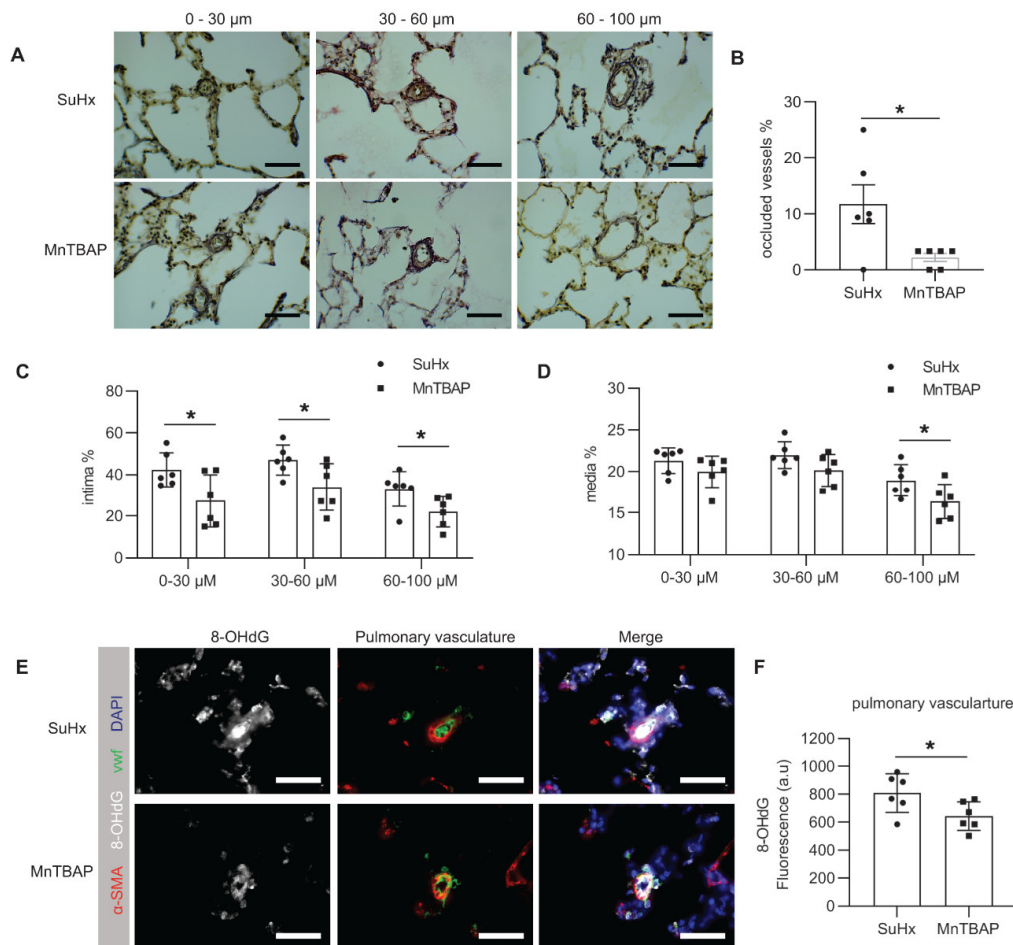 0 - 30 µm
30 - 60 µm
60 - 100 µm
A
SuHx
MnTBAP
B
occluded vessels %
30
20
10
0
*
SuHx
MnTBAP
C
SuHx
MnTBAP
intima %
80
60
40
20
0
*
*
*
0-30 µM
30-60 µM
60-100 µM
D
SuHx
MnTBAP
media %
25
20
15
10
*
0-30 µM
30-60 µM
60-100 µM
E
8-OHdG
Pulmonary vasculature
Merge
SuHx
MnTBAP
α-SMA 8-OHdG vwf DAPI
F
pulmonary vascularture
8-OHdG
Fluorescence (a.u)
1200
1000
800
600
400
200
0
*
SuHx
MnTBAP